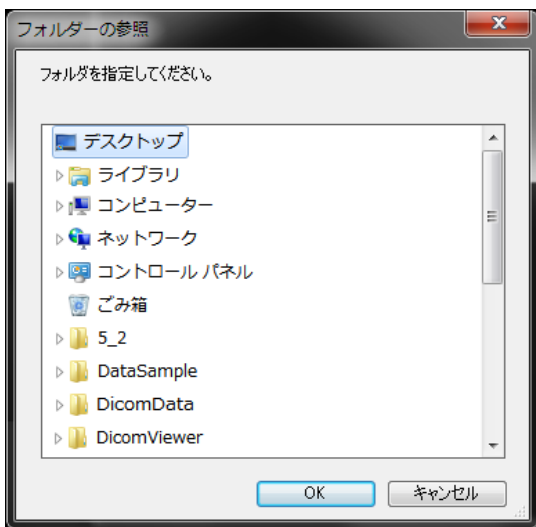 フォルダーの参照
フォルダを指定してください。
デスクトップ
ライブラリ
コンピューター
ネットワーク
コントロール パネル
ごみ箱
5_2
DataSample
DicomData
DicomViewer
OK
キャンセル